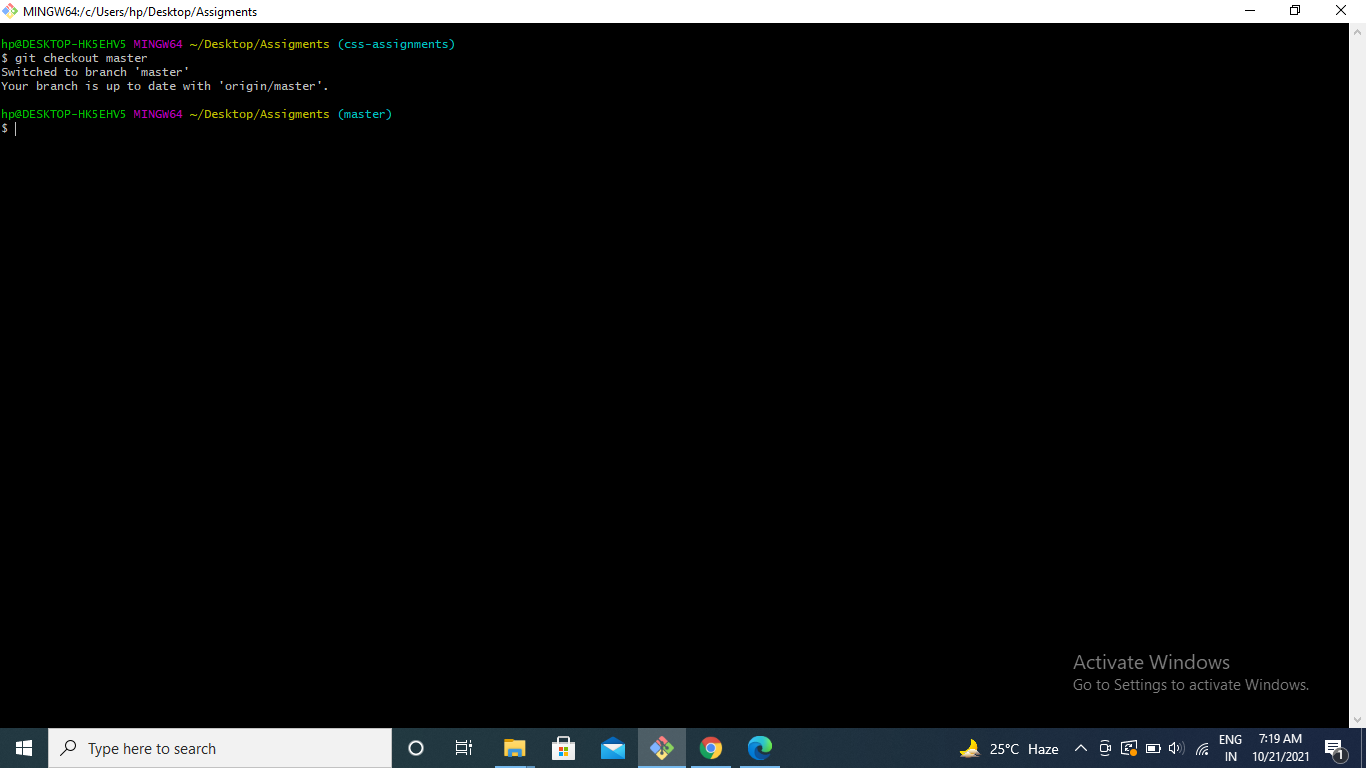 MINGW64:/c/Users/hp/Desktop/Assigments
hp@DESKTOP-HK5EHV5 MINGW64 ~/Desktop/Assigments (css-assignments)
$ git checkout master
Switched to branch 'master'
Your branch is up to date with 'origin/master'.
hp@DESKTOP-HK5EHV5 MINGW64 ~/Desktop/Assigments (master)
$
Activate Windows
Go to Settings to activate Windows.
Type here to search
25°C Haze
ENG
IN
7:19 AM
10/21/2021
1